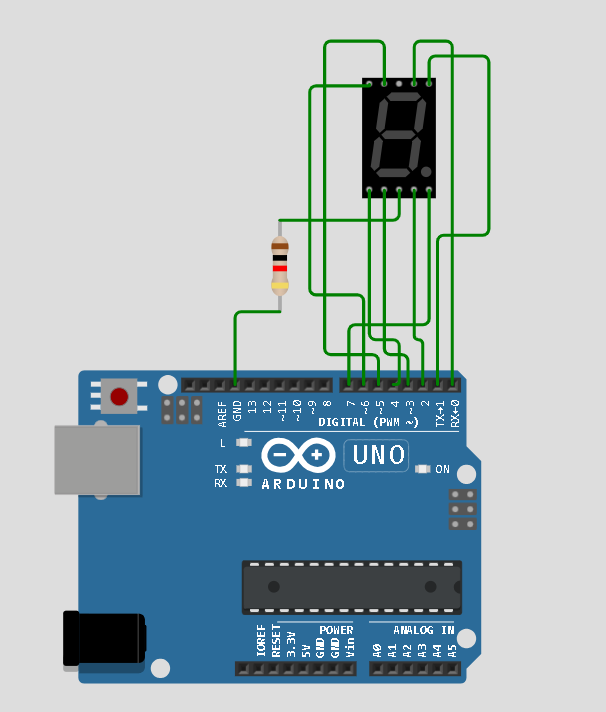 AREF
GND
13
12
~11
~10
~9
8
7
~6
~5
4
~3
2
TX→1
RX←0
DIGITAL (PWM ~)
L
TX
RX
UNO
ARDUINO
ON
POWER
ANALOG IN
IOREF
RESET
3.3V
5V
GND
GND
Vin
A0
A1
A2
A3
A4
A5